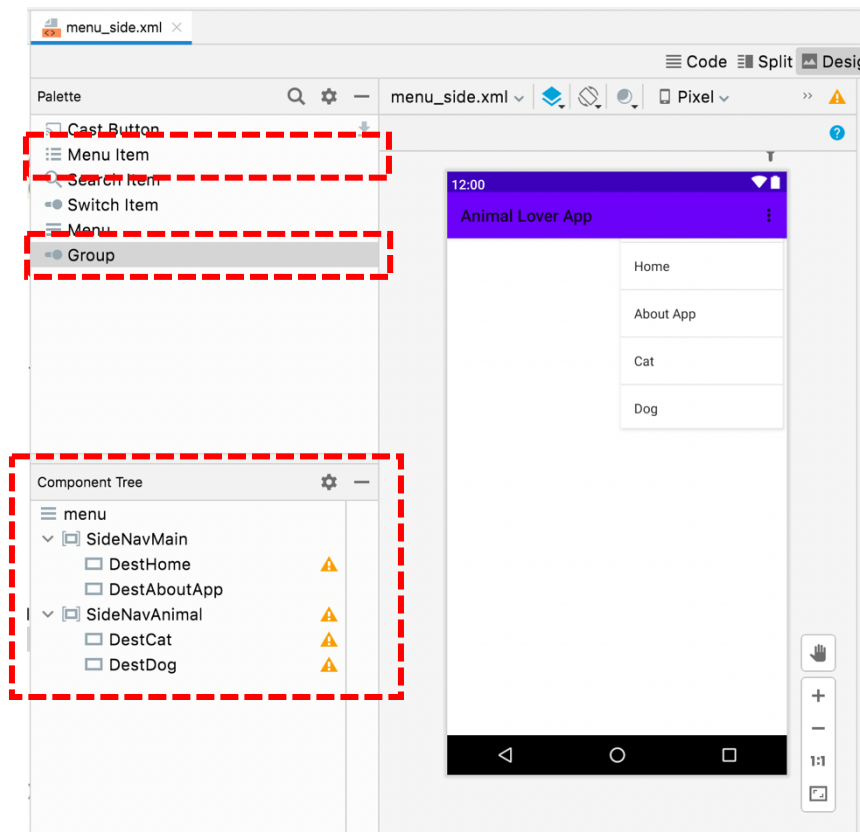 menu_side.xml
Code Split Desig
Palette
menu_side.xml Pixel
Cast Button
Menu Item
Search Item
Switch Item
Menu
Group
12:00
Animal Lover App
Home
About App
Cat
Dog
Component Tree
menu
SideNavMain
DestHome
DestAboutApp
SideNavAnimal
DestCat
DestDog
1:1